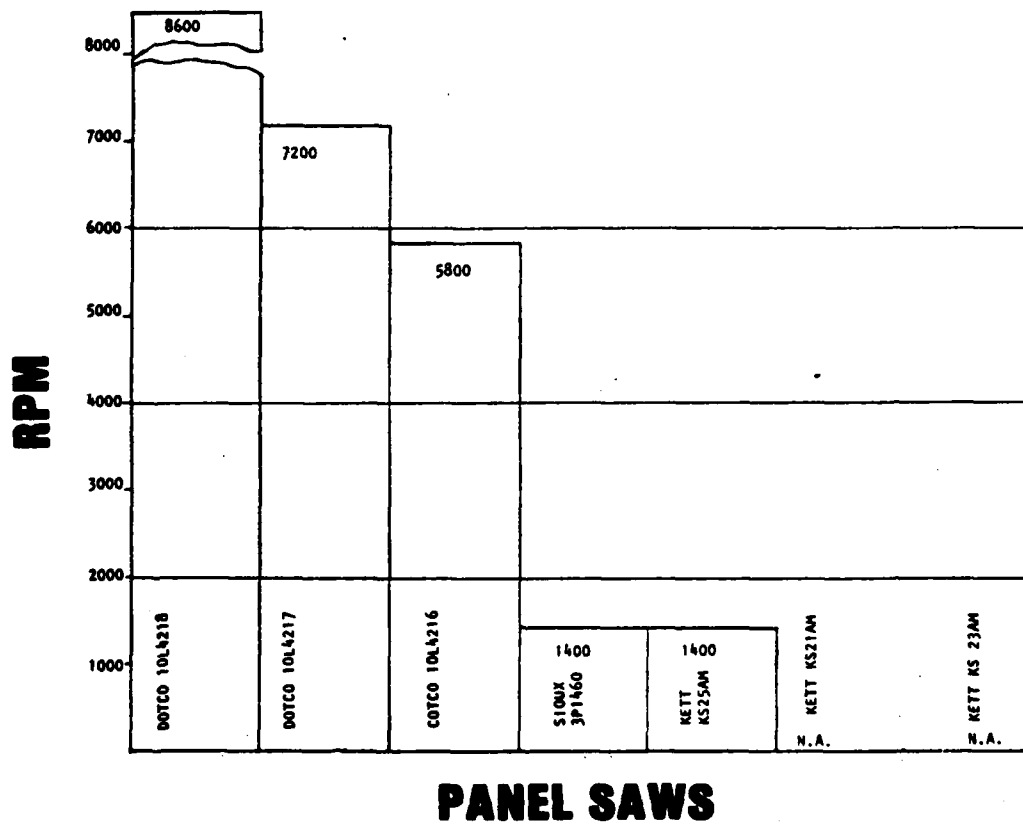 8600
8000
7000
7200
6000
5800
5000
RPM
4000
3000
2000
1000
DOTCO 10L4218
DOTCO 10L4217
COTCO 10L4216
1400
SIOUX
3P1460
1400
KETT
KS25AM
KETT KS21AM
N.A.
KETT KS 23AM
N.A.
PANEL SAWS